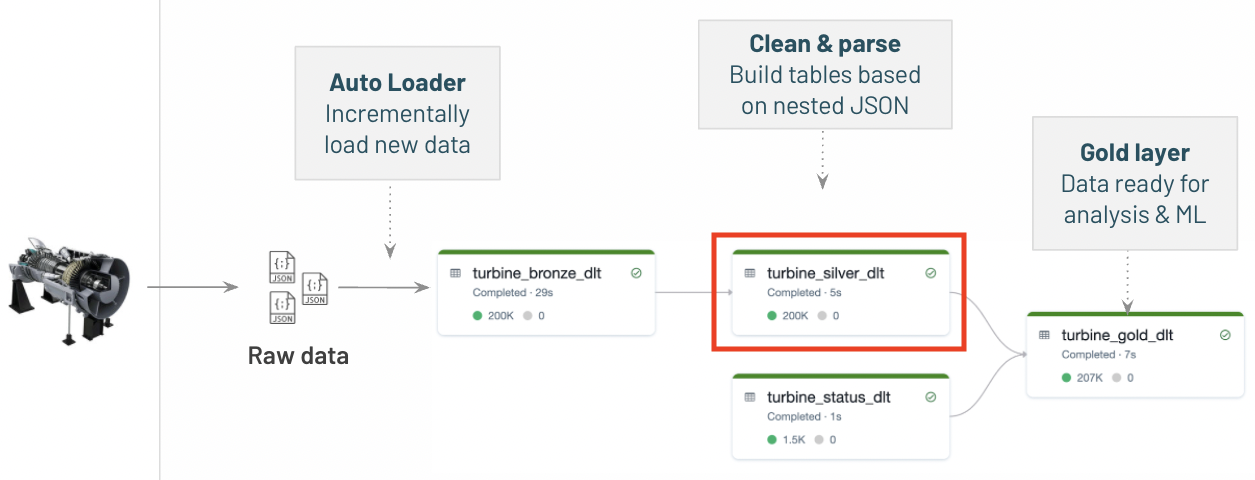 Auto Loader
Incrementally
load new data
Clean & parse
Build tables based
on nested JSON
Gold layer
Data ready for
analysis & ML
{;}
JSON
{;}
JSON
{;}
JSON
Raw data
turbine_bronze_dlt
Completed · 29s
200K 0
turbine_silver_dlt
Completed · 5s
200K 0
turbine_status_dlt
Completed · 1s
1.5K 0
turbine_gold_dlt
Completed · 7s
207K 0